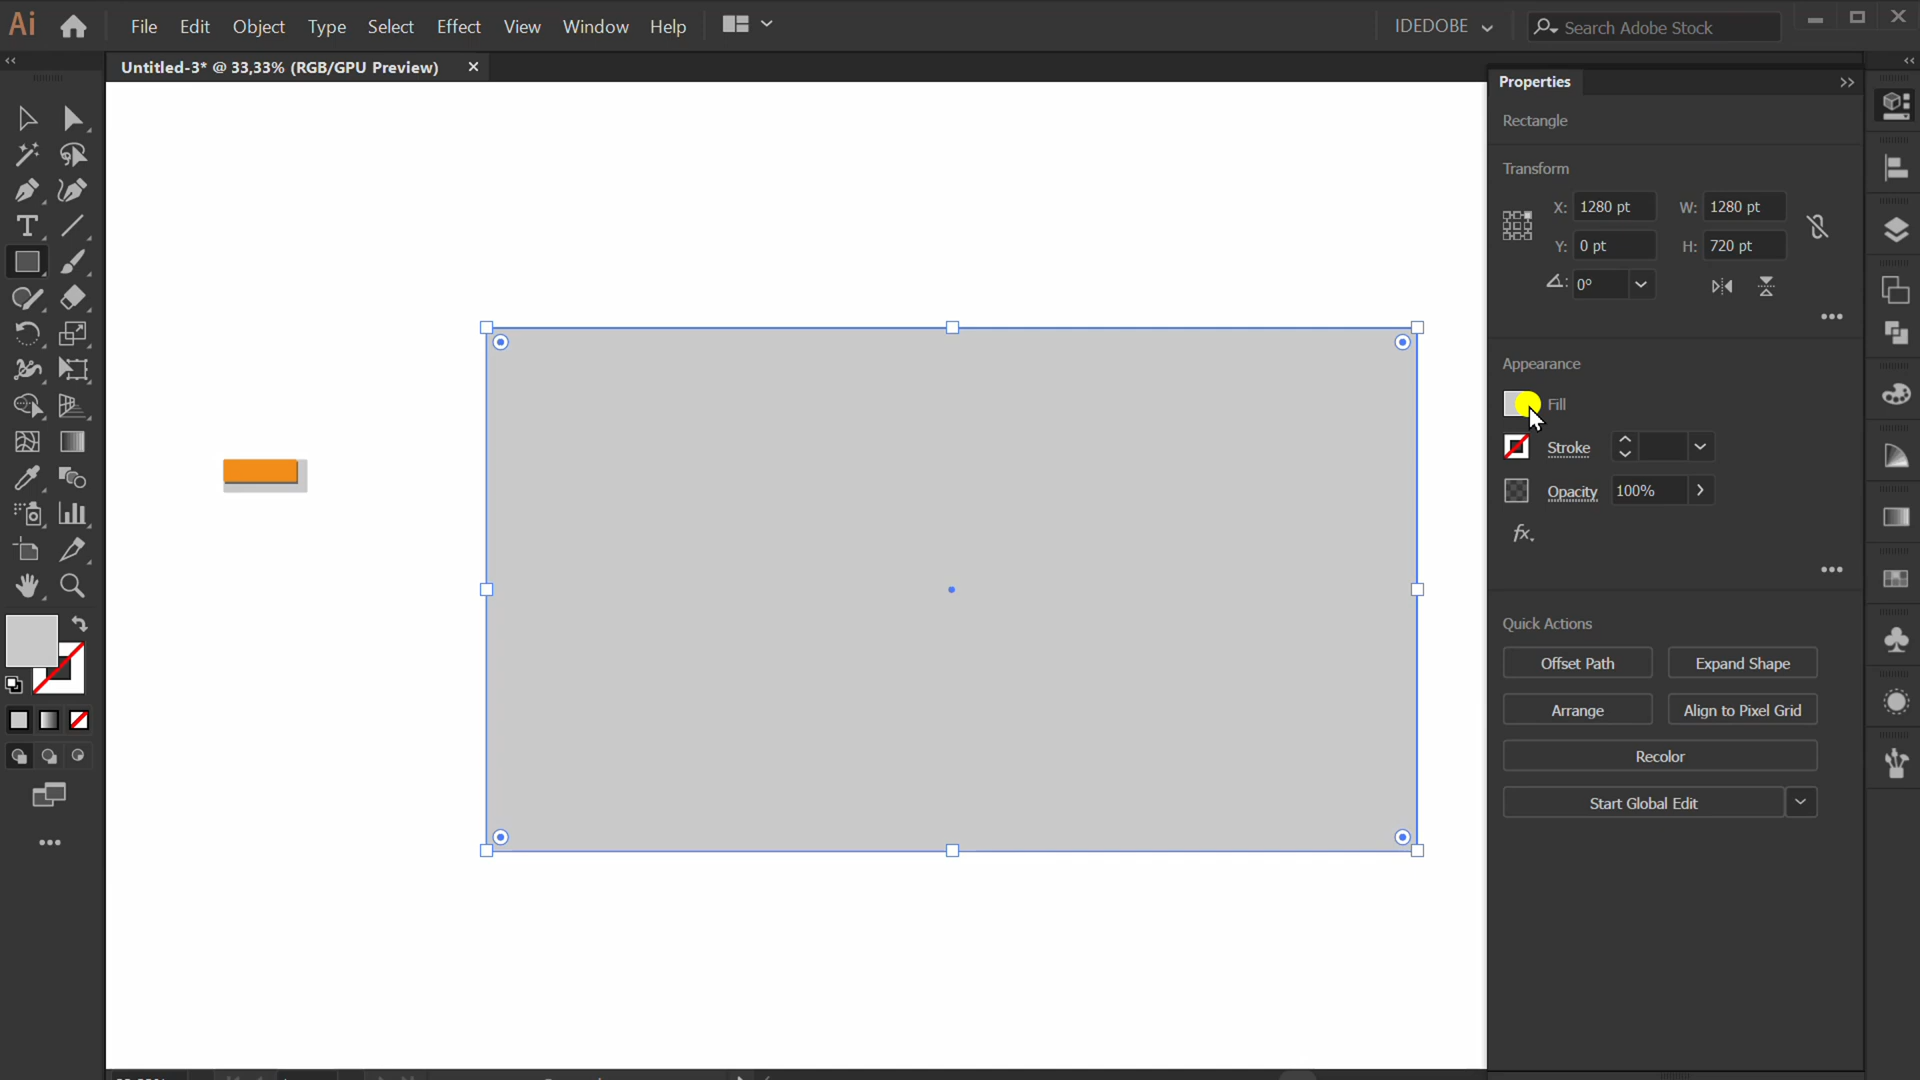 Ai File Edit Object Type Select Effect View Window Help IDEDOBE Search Adobe Stock
Untitled-3* @ 33,33% (RGB/GPU Preview)
Properties
Rectangle
Transform
X: 1280 pt W: 1280 pt
Y: 0 pt H: 720 pt
0°
Appearance
Fill
Stroke
Opacity 100%
fx.
Quick Actions
Offset Path Expand Shape
Arrange Align to Pixel Grid
Recolor
Start Global Edit